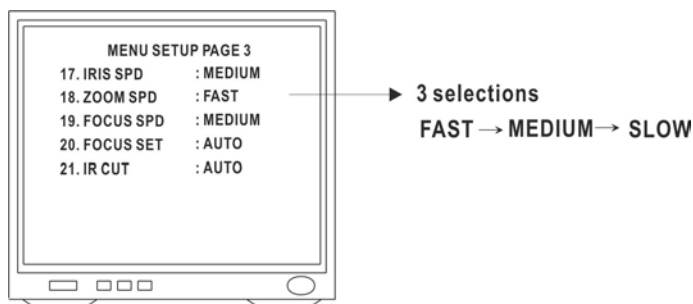 MENU SETUP PAGE 3
17. IRIS SPD : MEDIUM
18. ZOOM SPD : FAST
19. FOCUS SPD : MEDIUM
20. FOCUS SET : AUTO
21. IR CUT : AUTO
3 selections
FAST → MEDIUM → SLOW